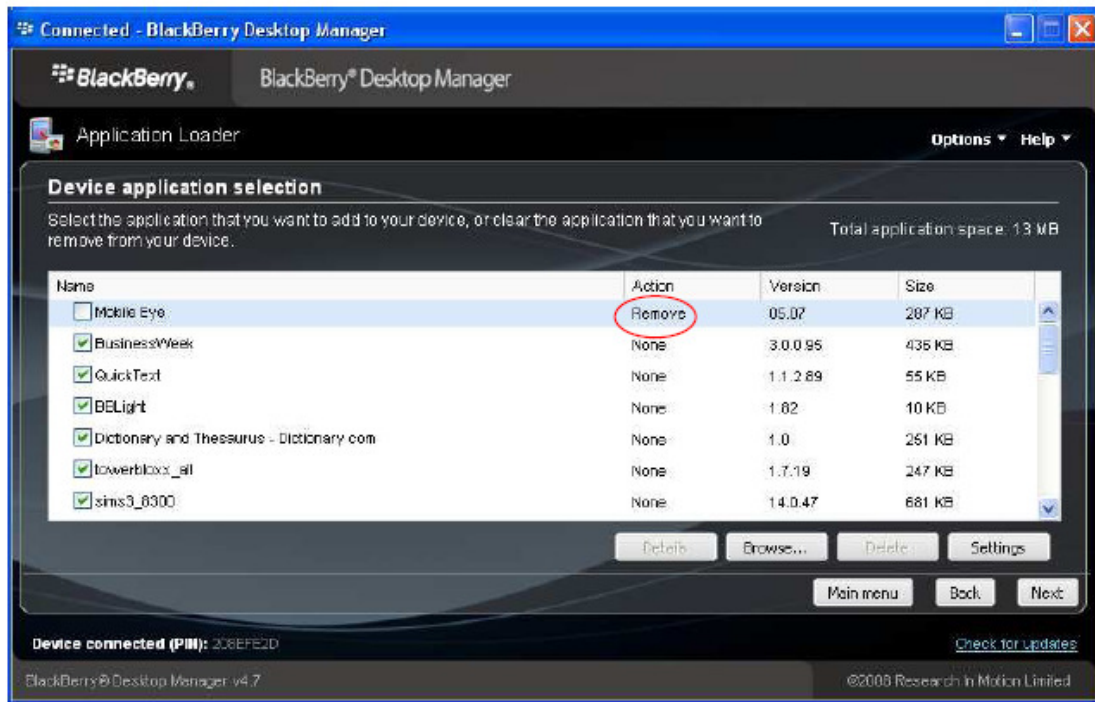 Connected - BlackBerry Desktop Manager
BlackBerry® BlackBerry® Desktop Manager
Application Loader Options Help
Device application selection
Select the application that you want to add to your device, or clear the application that you want to
remove from your device.
Total application space: 13 MB
Name Action Version Size
Mobile Eye Remove 05.07 287 KB
BusinessWeek None 3.0.0.95 436 KB
QuickText None 1.1.2.89 55 KB
BBLight None 1.82 10 KB
Dictionary and Thesaurus - Dictionary.com None 1.0 251 KB
towerbloxx_all None 1.7.19 247 KB
sims3_8300 None 14.0.47 681 KB
Details Browse... Delete Settings
Main menu Back Next
Device connected (PIN): 208EFE2D Check for updates
BlackBerry® Desktop Manager v4.7 ©2008 Research In Motion Limited